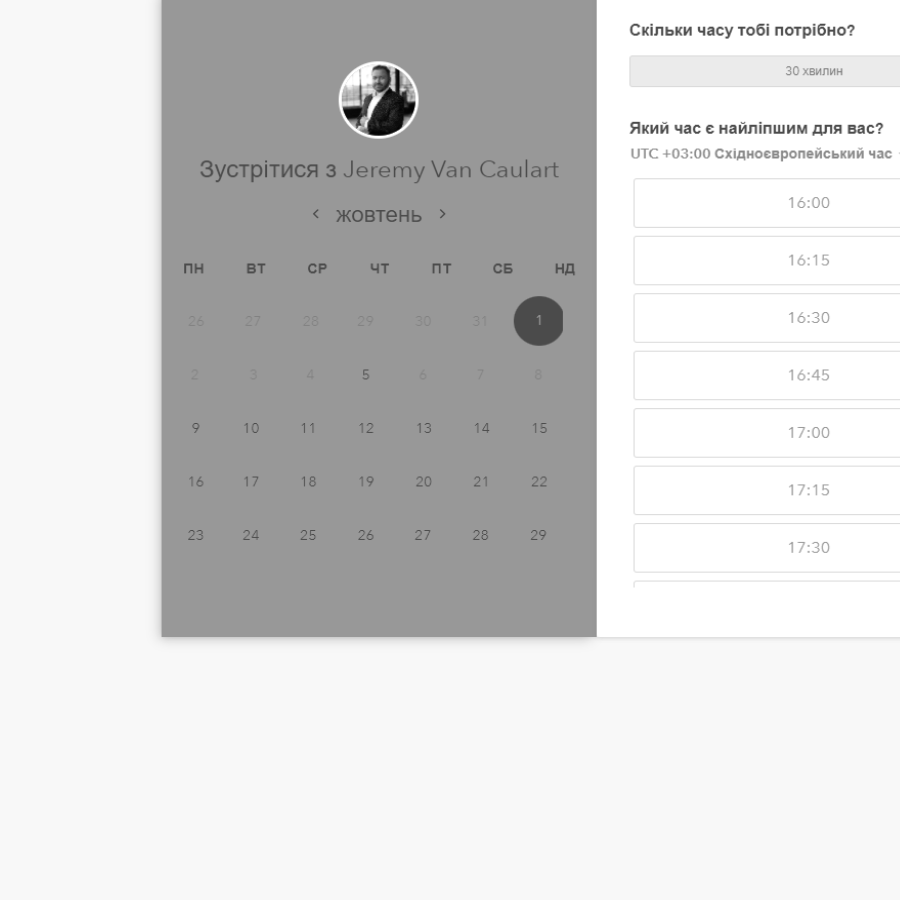 Зустрітися з Jeremy Van Caulart
жовтень
ПН ВТ СР ЧТ ПТ СБ НД
26 27 28 29 30 31 1
2 3 4 5 6 7 8
9 10 11 12 13 14 15
16 17 18 19 20 21 22
23 24 25 26 27 28 29
Скільки часу тобі потрібно?
30 хвилин
Який час є найліпшим для вас?
UTC +03:00 Східноєвропейський час
16:00
16:15
16:30
16:45
17:00
17:15
17:30